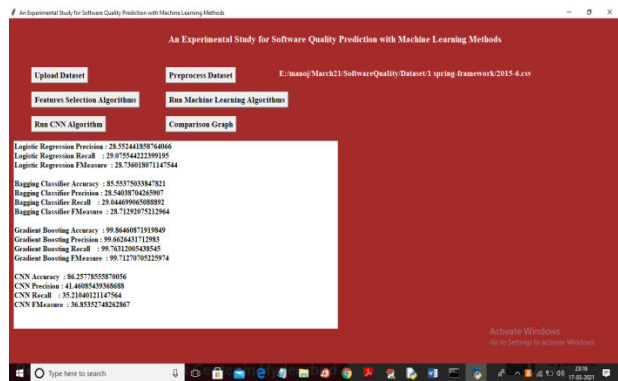 An Experimental Study for Software Quality Prediction with Machine Learning Methods
An Experimental Study for Software Quality Prediction with Machine Learning Methods
Upload Dataset
Preprocess Dataset
E:/manoj/March21/SoftwareQuality/Dataset/1 spring-framework/2015-6.csv
Features Selection Algorithms
Run Machine Learning Algorithms
Run CNN Algorithm
Comparison Graph
Logistic Regression Precision : 28.552441858764066
Logistic Regression Recall : 29.075544222399195
Logistic Regression FMeasure : 28.736018071147544
Bagging Classifier Accuracy : 85.55375033847821
Bagging Classifier Precision : 28.54038704265907
Bagging Classifier Recall : 29.044699065088892
Bagging Classifier FMeasure : 28.71292075212964
Gradient Boosting Accuracy : 99.86460871919849
Gradient Boosting Precision : 99.6626431712983
Gradient Boosting Recall : 99.76312005438545
Gradient Boosting FMeasure : 99.71270705225974
CNN Accuracy : 86.25778555870056
CNN Precision : 41.46085439368688
CNN Recall : 35.21040121147564
CNN FMeasure : 36.85352748262867
Activate Windows
Go to Settings to activate Windows.
Type here to search
23:16
17-03-2021